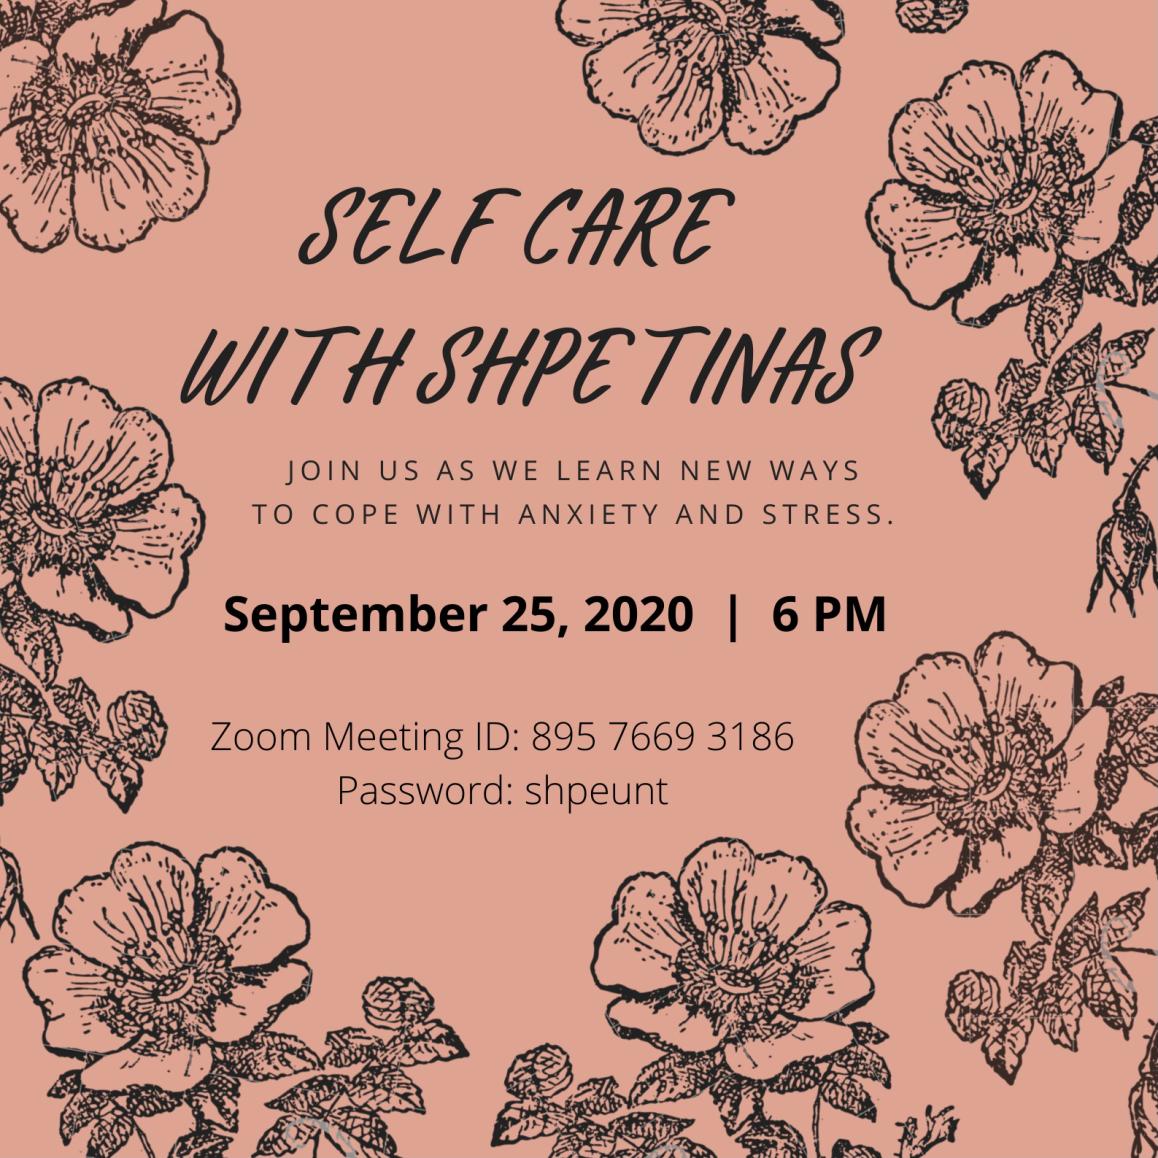 SELF CARE
WITH SHPETINAS
JOIN US AS WE LEARN NEW WAYS
TO COPE WITH ANXIETY AND STRESS.
September 25, 2020 | 6 PM
Zoom Meeting ID: 895 7669 3186
Password: shpeunt